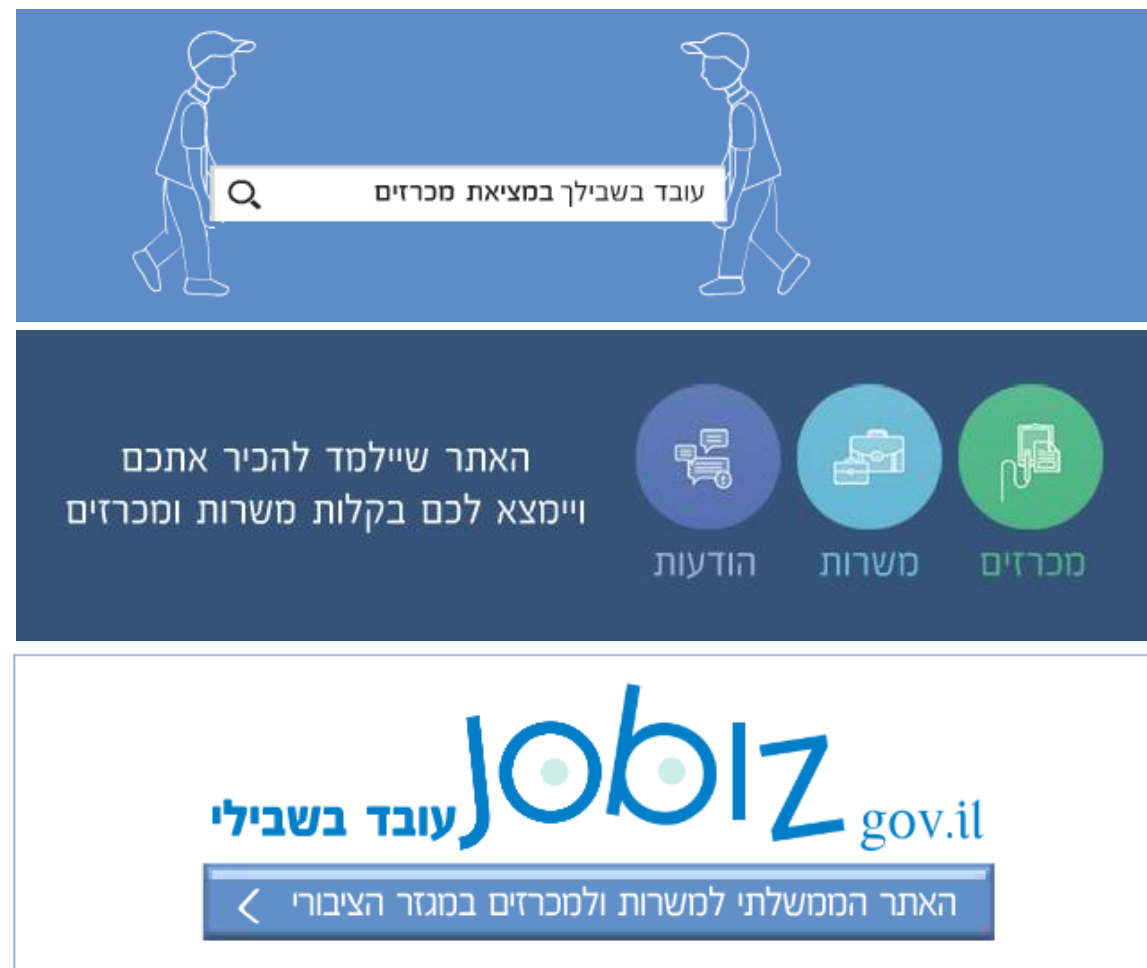 עובד בשבילך במציאת מכרזים
האתר שיילמד להכיר אתכם
ויימצא לכם בקלות משרות ומכרזים
מכרזים
משרות
הודעות
Jobiz gov.il
עובד בשבילי
האתר הממשלתי למשרות ולמכרזים במגזר הציבורי